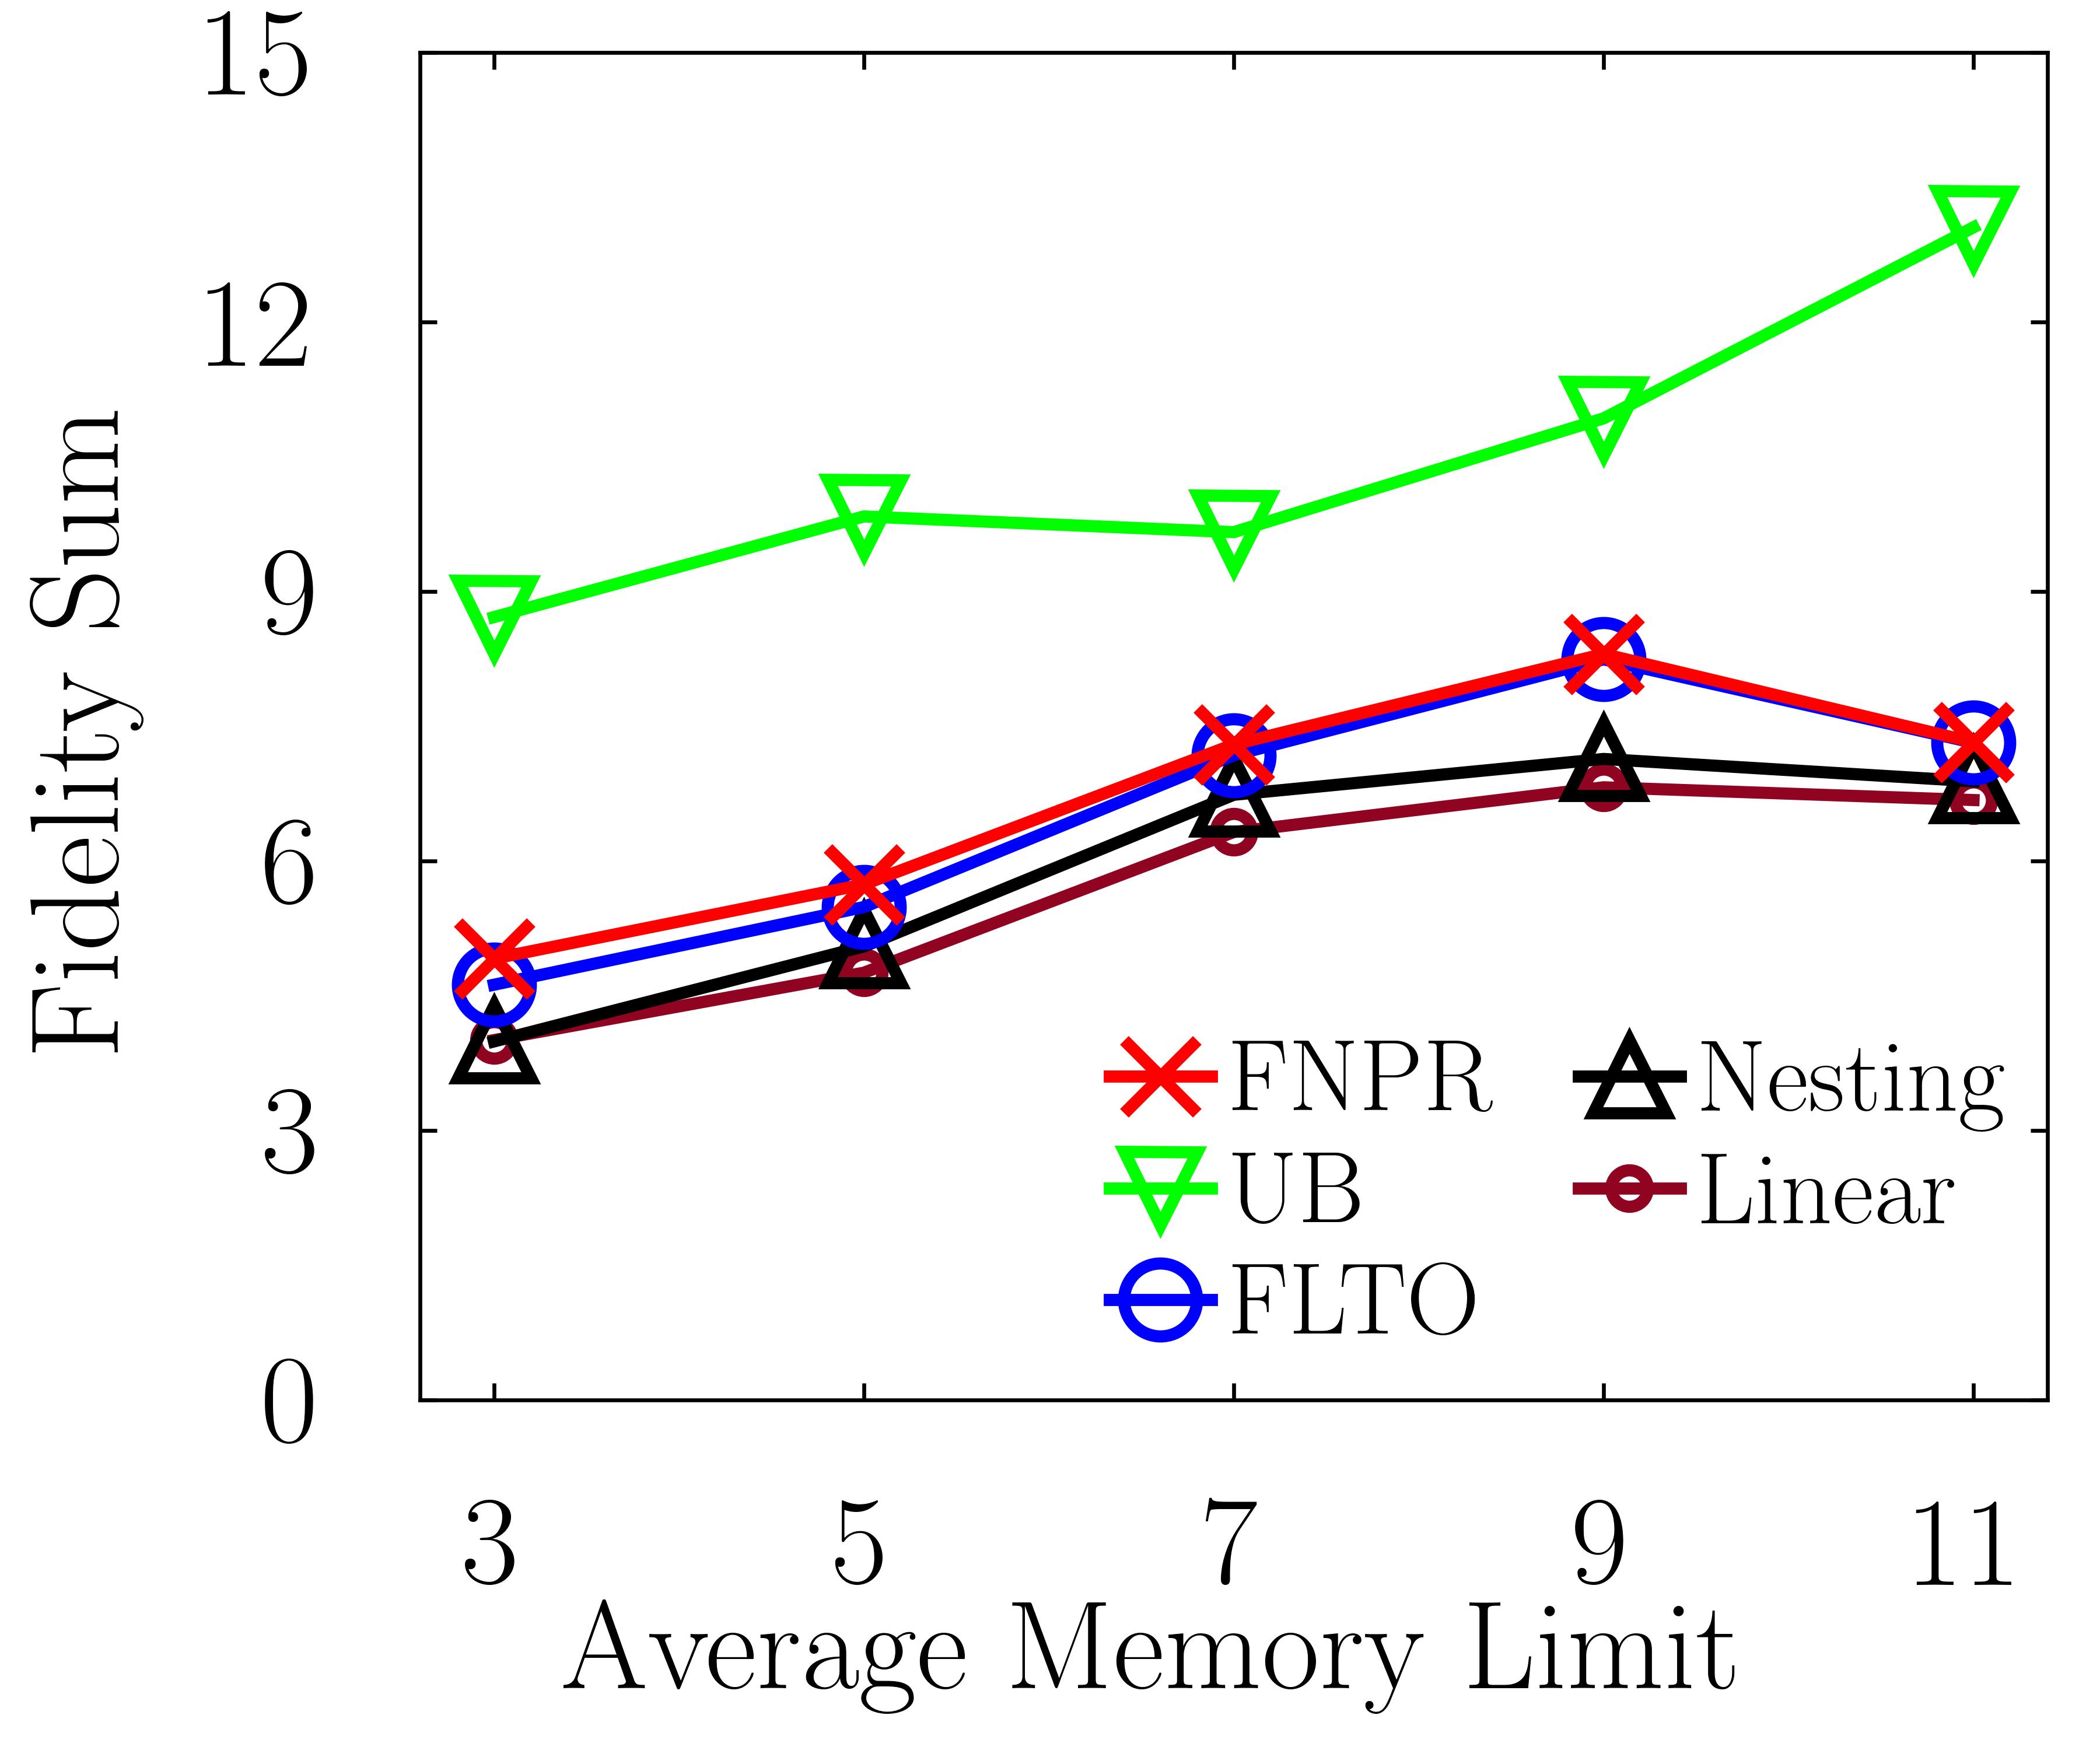 15
12
9
6
3
0
Fidelity Sum
FNPR
UB
FLTO
Nesting
Linear
3 5 7 9 11
Average Memory Limit